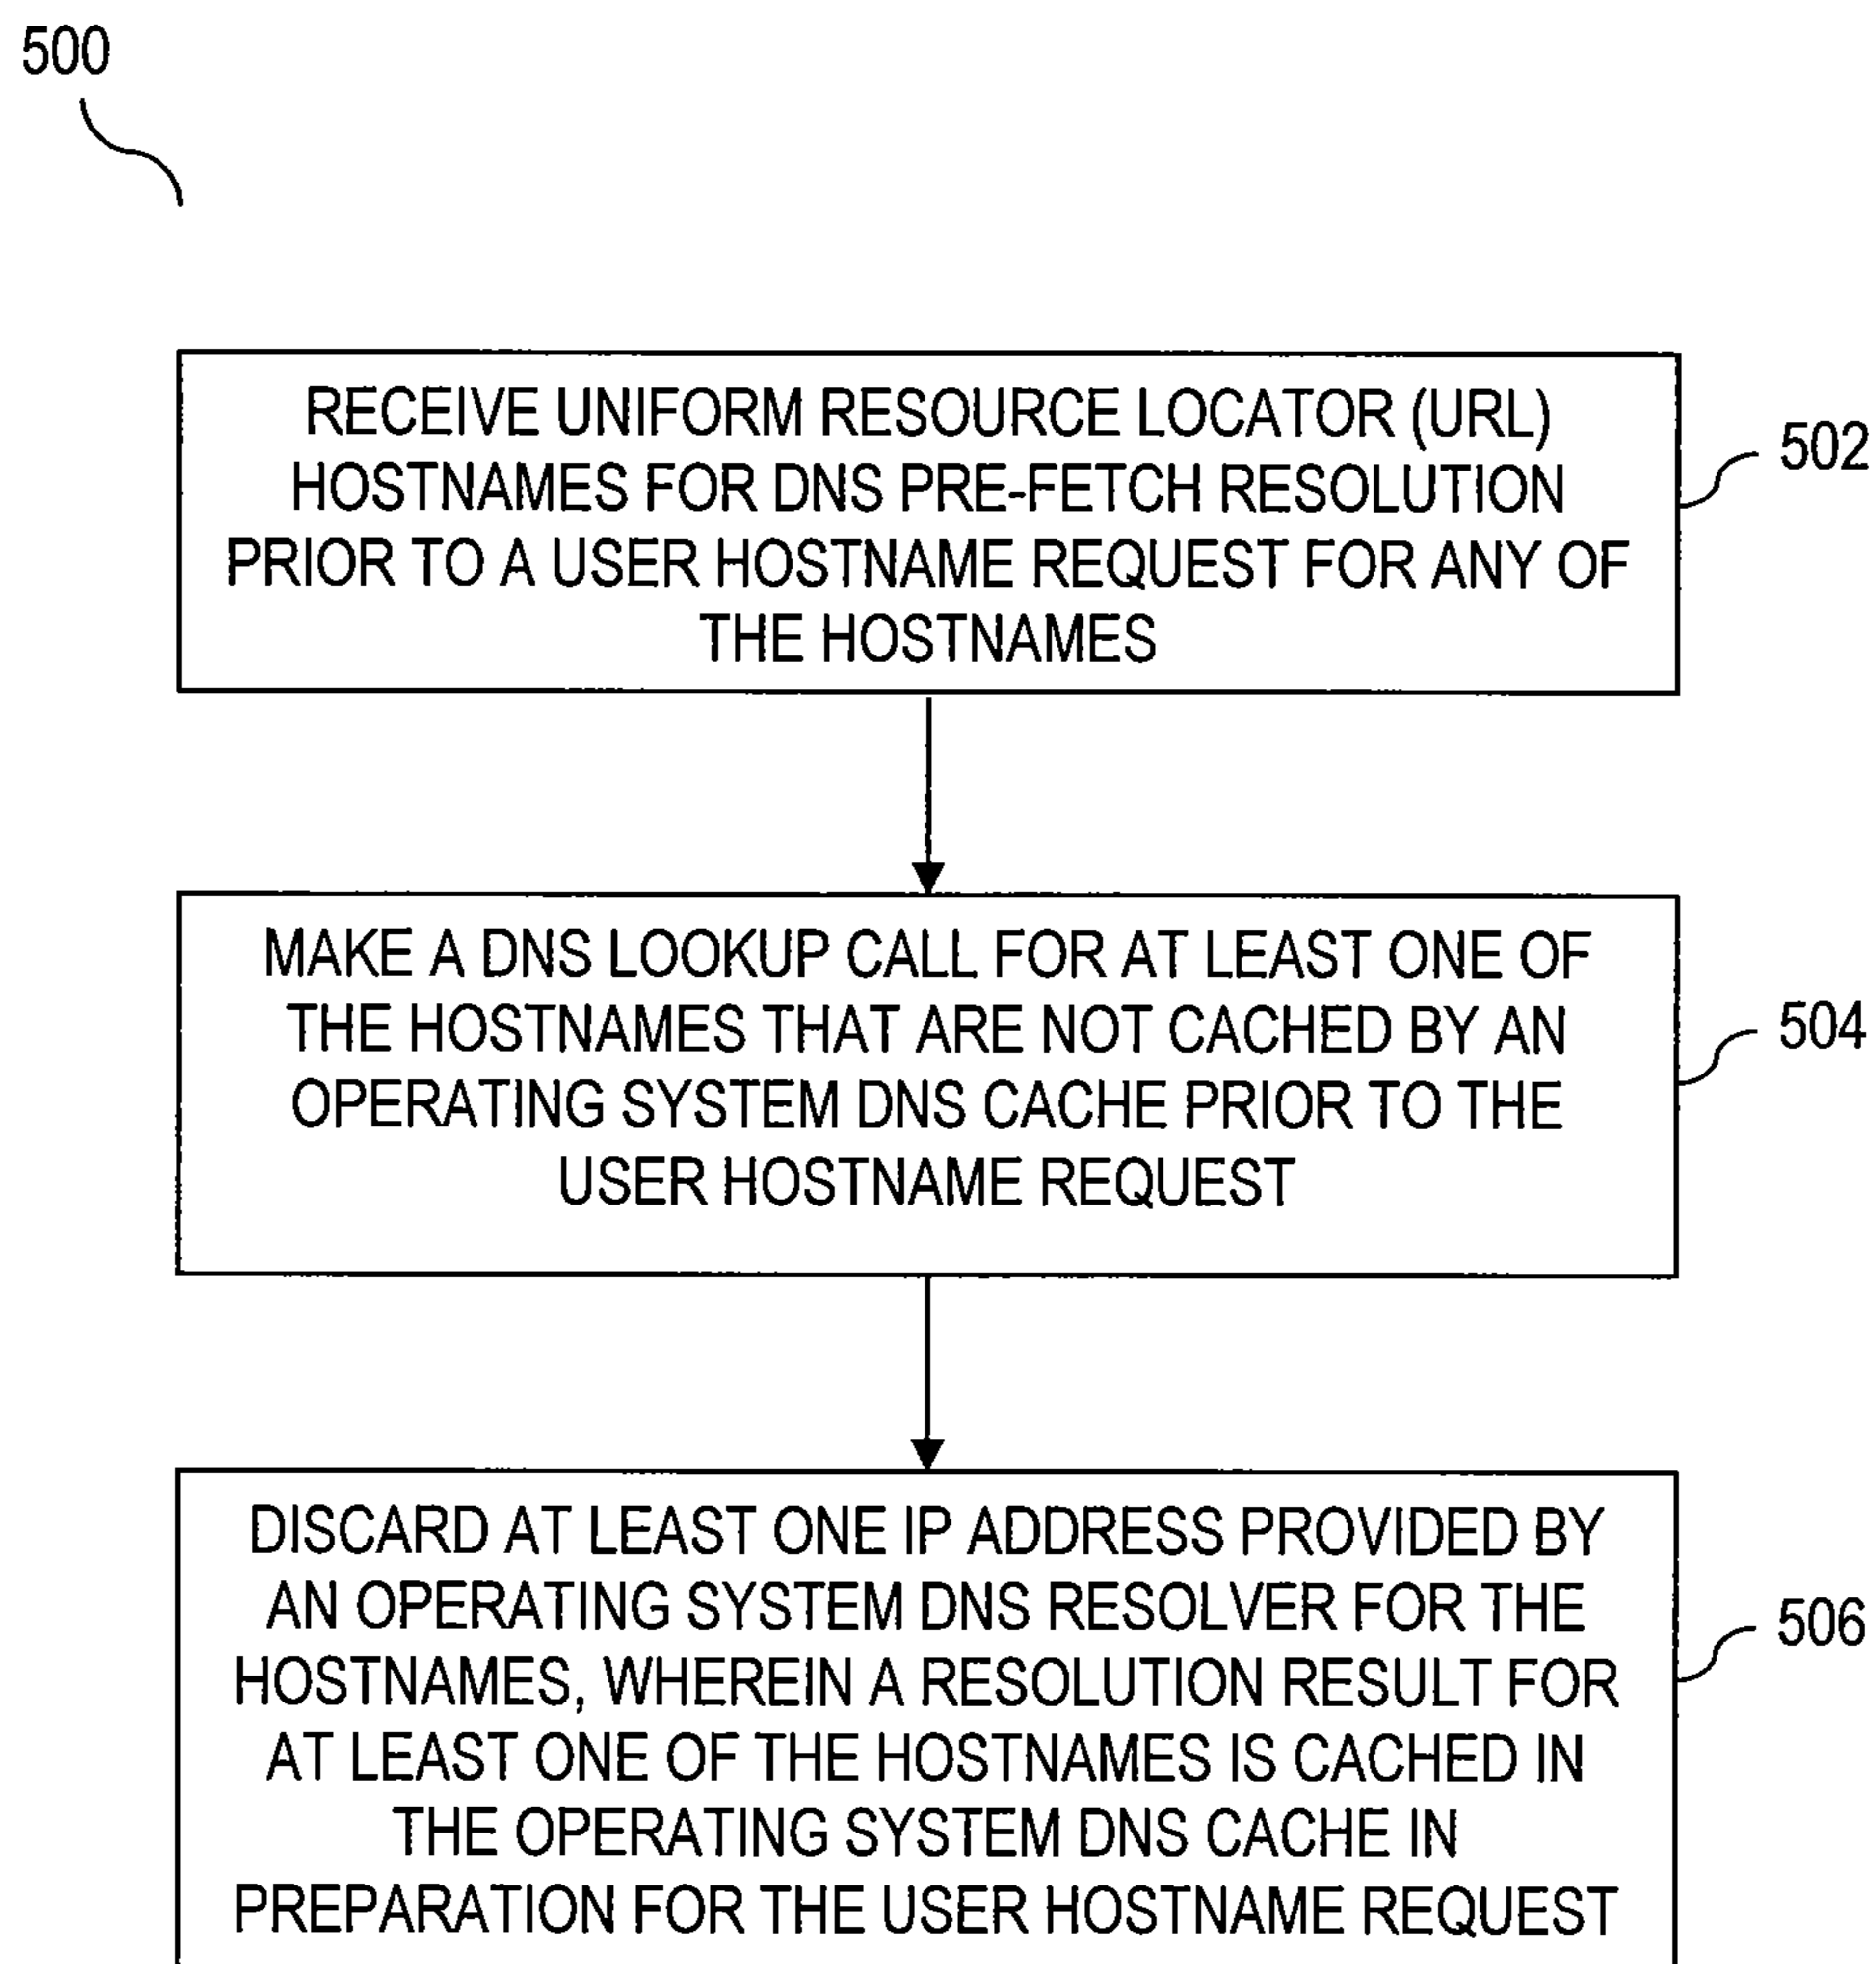 500
RECEIVE UNIFORM RESOURCE LOCATOR (URL)
HOSTNAMES FOR DNS PRE-FETCH RESOLUTION
PRIOR TO A USER HOSTNAME REQUEST FOR ANY OF
THE HOSTNAMES
502
MAKE A DNS LOOKUP CALL FOR AT LEAST ONE OF
THE HOSTNAMES THAT ARE NOT CACHED BY AN
OPERATING SYSTEM DNS CACHE PRIOR TO THE
USER HOSTNAME REQUEST
504
DISCARD AT LEAST ONE IP ADDRESS PROVIDED BY
AN OPERATING SYSTEM DNS RESOLVER FOR THE
HOSTNAMES, WHEREIN A RESOLUTION RESULT FOR
AT LEAST ONE OF THE HOSTNAMES IS CACHED IN
THE OPERATING SYSTEM DNS CACHE IN
PREPARATION FOR THE USER HOSTNAME REQUEST
506